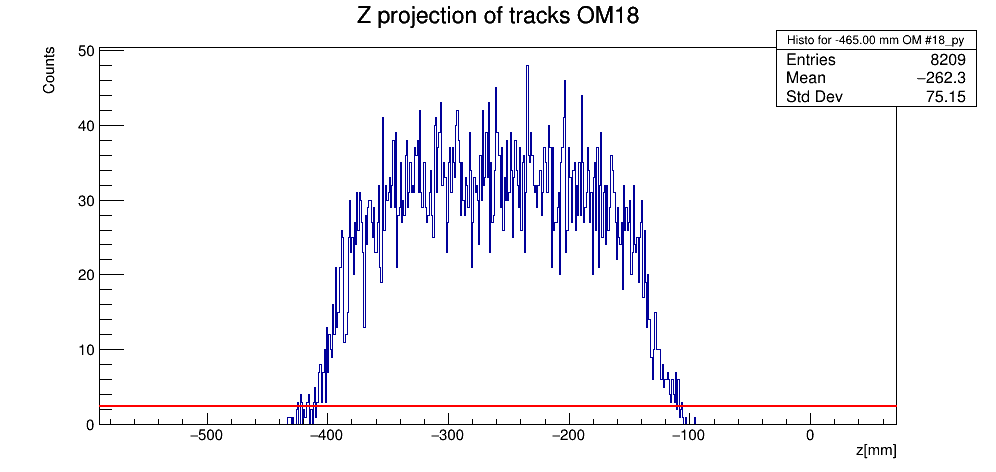 Z projection of tracks OM18
Histo for -465.00 mm OM #18_py
Entries 8209
Mean −262.3
Std Dev 75.15
Counts
50
40
30
20
10
0
−500 −400 −300 −200 −100 0
z[mm]